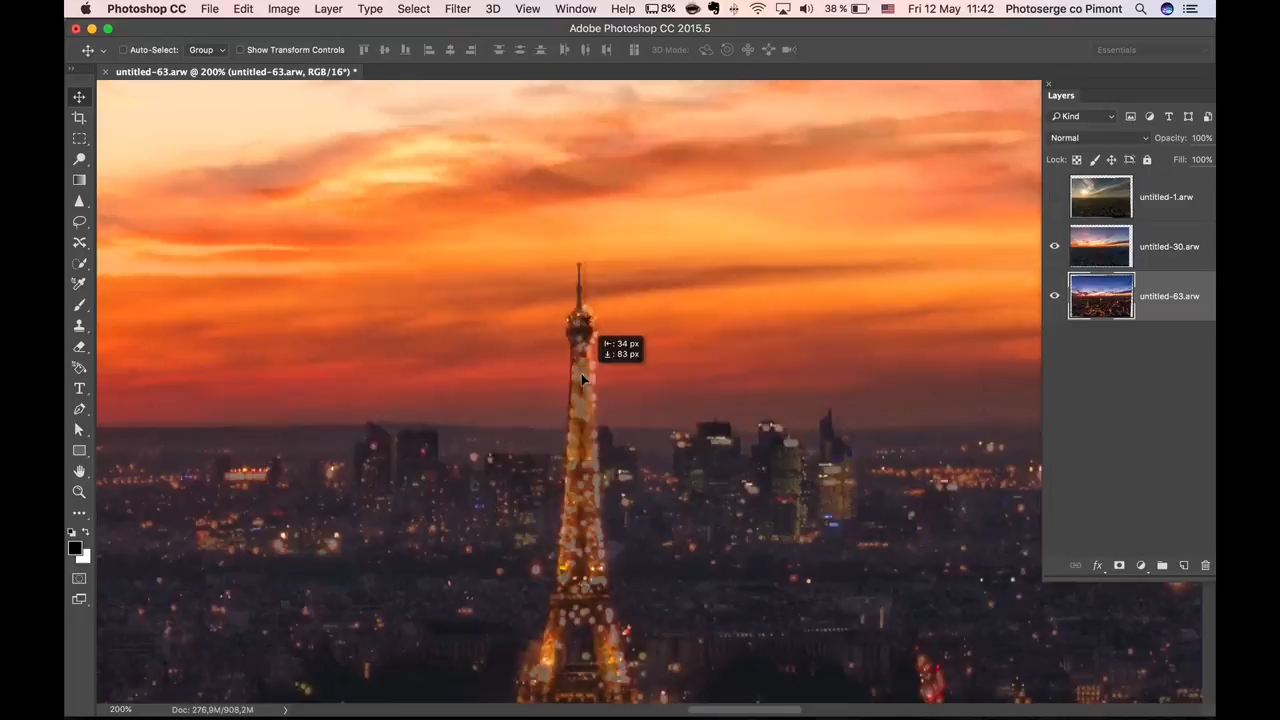 Photoshop CC File Edit Image Layer Type Select Filter 3D View Window Help 8% 38 % Fri 12 May 11:42 Photoserge co Pimont
Adobe Photoshop CC 2015.5
Auto-Select: Group Show Transform Controls 3D Mode: Essentials
untitled-63.arw @ 200% (untitled-63.arw, RGB/16*) *
Layers
Kind
Normal Opacity: 100%
Lock: Fill: 100%
untitled-1.arw
untitled-30.arw
untitled-63.arw
: 34 px
: 83 px
fx
200% Doc: 276,9M/908,2M